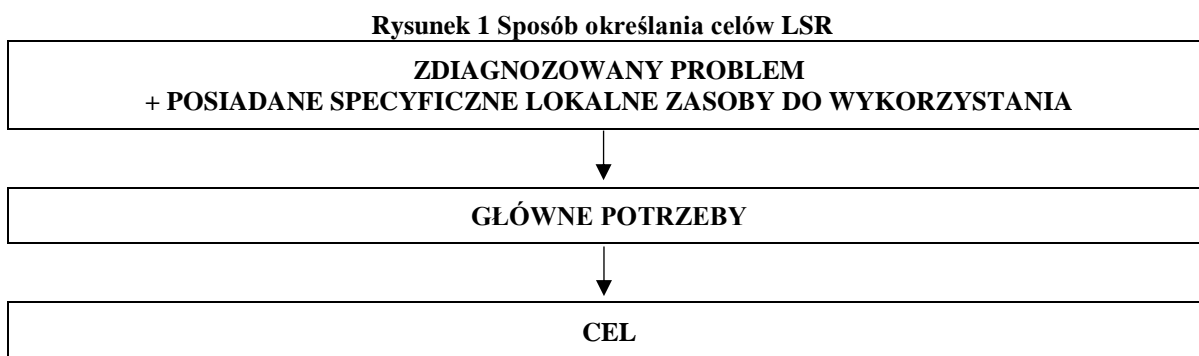 Rysunek 1 Sposób określania celów LSR
ZDIAGNOZOWANY PROBLEM
+ POSIADANE SPECYFICZNE LOKALNE ZASOBY DO WYKORZYSTANIA
GŁÓWNE POTRZEBY
CEL